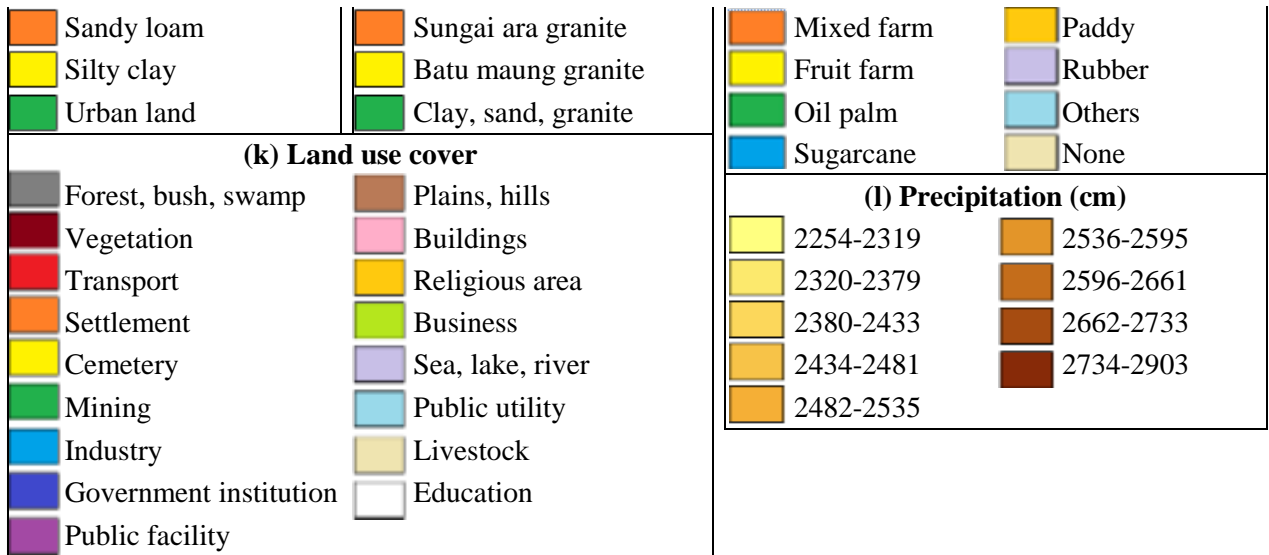 Sandy loam
Silty clay
Urban land
Sungai ara granite
Batu maung granite
Clay, sand, granite
(k) Land use cover
Forest, bush, swamp
Vegetation
Transport
Settlement
Cemetery
Mining
Industry
Government institution
Public facility
Plains, hills
Buildings
Religious area
Business
Sea, lake, river
Public utility
Livestock
Education
Mixed farm
Fruit farm
Oil palm
Sugarcane
Paddy
Rubber
Others
None
(l) Precipitation (cm)
2254-2319
2320-2379
2380-2433
2434-2481
2482-2535
2536-2595
2596-2661
2662-2733
2734-2903